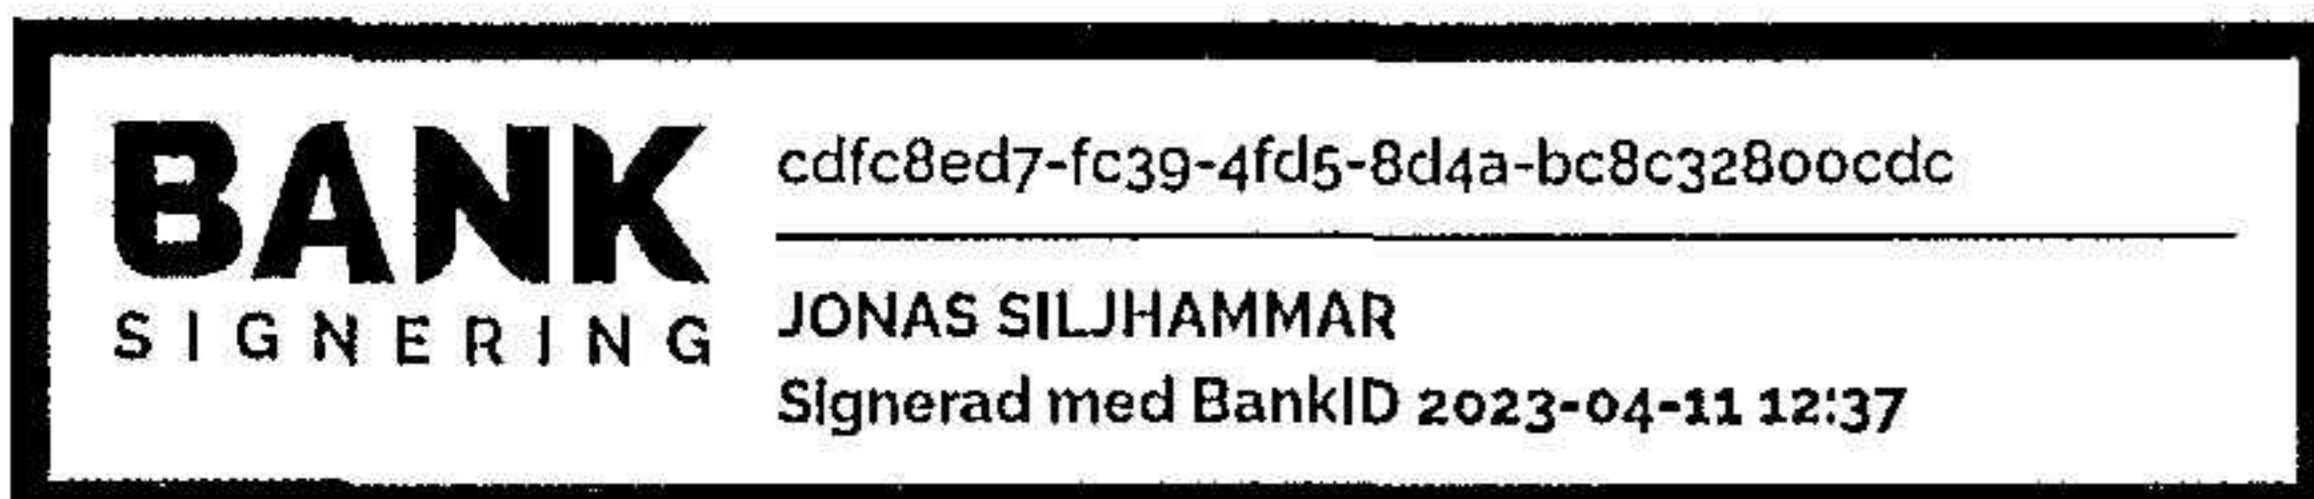 BANK
SIGNERING
cdfc8ed7-fc39-4fd5-8d4a-bc8c32800cdc
JONAS SILJHAMMAR
Signerad med BankID 2023-04-11 12:37